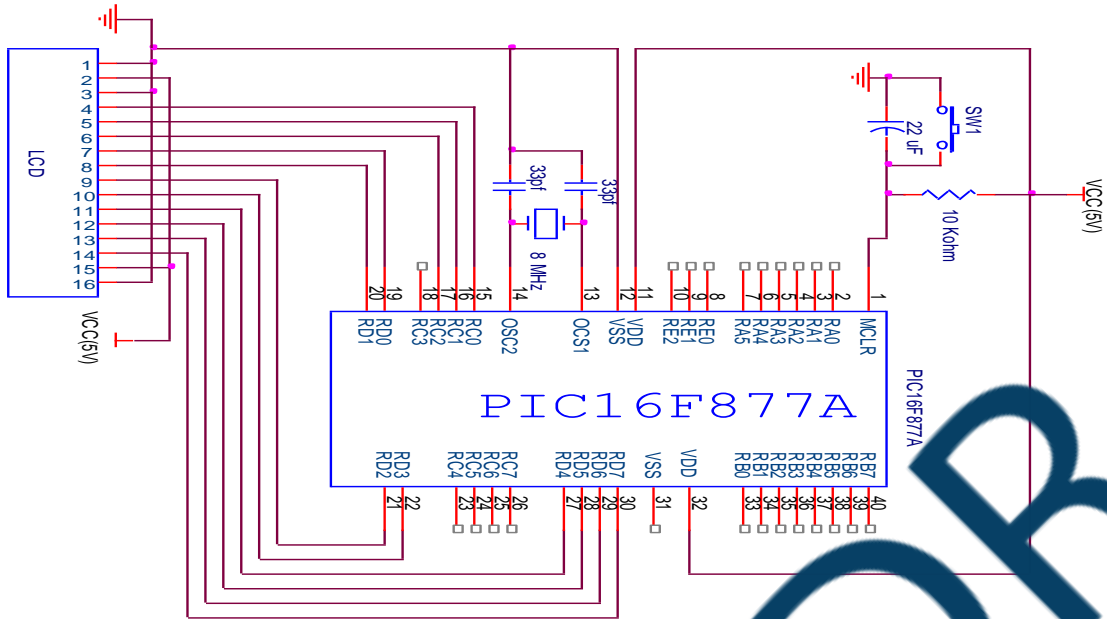 1
2
3
4
5
6
7
8
9
10
11
12
13
14
15
16
LCD
VCC(5V)
33pf
33pf
8 MHz
22 uF
SW1
10 Kohm
VCC(5V)
20
19
18
17
16
15
14
13
12
11
10
9
8
7
6
5
4
3
2
1
RD1
RD0
RC3
RC2
RC1
RC0
OSC2
OCS1
VSS
VDD
RE2
RE1
RE0
RA5
RA4
RA3
RA2
RA1
RA0
MCLR
PIC16F877A
PIC16F877A
RD2
RD3
RC4
RC5
RC6
RC7
RD4
RD5
RD6
RD7
VSS
VDD
RB0
RB1
RB2
RB3
RB4
RB5
RB6
RB7
21
22
23
24
25
26
27
28
29
30
31
32
33
34
35
36
37
38
39
40